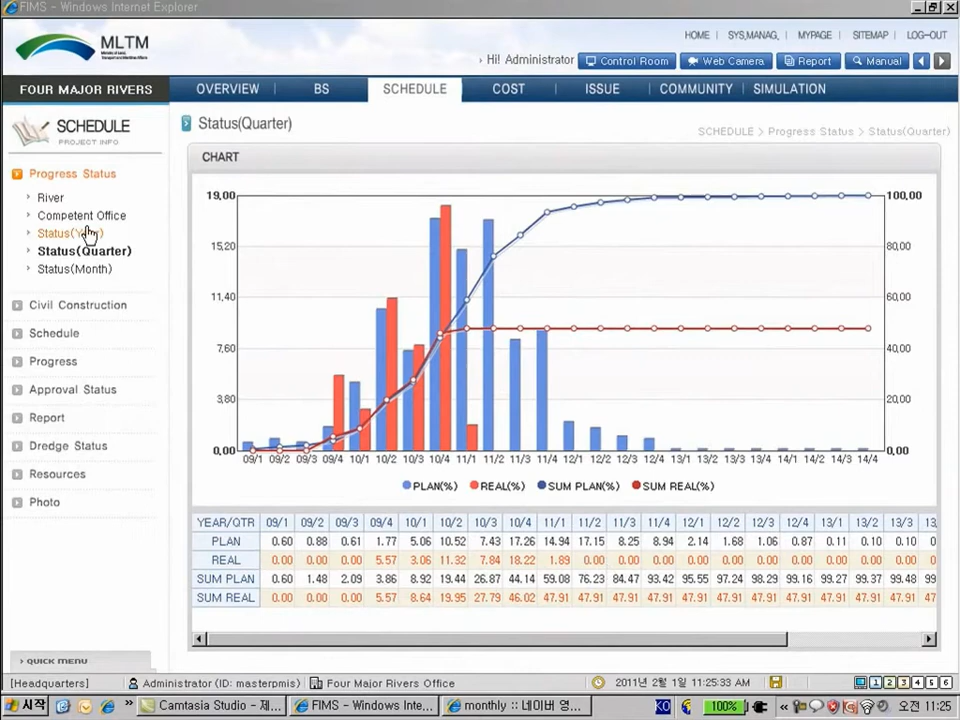 FIMS - Windows Internet Explorer
MLTM
HOME | SYS,MANAG, | MYPAGE | SITEMAP | LOG-OUT
Hi! Administrator Control Room Web Camera Report Manual
FOUR MAJOR RIVERS OVERVIEW BS SCHEDULE COST ISSUE COMMUNITY SIMULATION
SCHEDULE
PROJECT INFO
Status(Quarter)
SCHEDULE > Progress Status > Status(Quarter)
Progress Status
River
Competent Office
Status(Y
Status(Quarter)
Status(Month)
Civil Construction
Schedule
Progress
Approval Status
Report
Dredge Status
Resources
Photo
CHART
19,00 100,00
15,20 80,00
11,40 60,00
7,60 40,00
3,80 20,00
0,00 0,00
09/1 09/2 09/3 09/4 10/1 10/2 10/3 10/4 11/1 11/2 11/3 11/4 12/1 12/2 12/3 12/4 13/1 13/2 13/3 13/4 14/1 14/2 14/3 14/4
PLAN(%) REAL(%) SUM PLAN(%) SUM REAL(%)
YEAR/QTR 09/1 09/2 09/3 09/4 10/1 10/2 10/3 10/4 11/1 11/2 11/3 11/4 12/1 12/2 12/3 12/4 13/1 13/2 13/3 13,
PLAN 0.60 0.88 0.61 1.77 5.06 10.52 7.43 17.26 14.94 17.15 8.25 8.94 2.14 1.68 1.06 0.87 0.11 0.10 0.10 0
REAL 0.00 0.00 0.00 5.57 3.06 11.32 7.84 18.22 1.89 0.00 0.00 0.00 0.00 0.00 0.00 0.00 0.00 0.00 0.00 0
SUM PLAN 0.60 1.48 2.09 3.86 8.92 19.44 26.87 44.14 59.08 76.23 84.47 93.42 95.55 97.24 98.29 99.16 99.27 99.37 99.48 99
SUM REAL 0.00 0.00 0.00 5.57 8.64 19.95 27.79 46.02 47.91 47.91 47.91 47.91 47.91 47.91 47.91 47.91 47.91 47.91 47.91 47
QUICK MENU
[Headquarters] Administrator (ID: masterpmis) Four Major Rivers Office 2011년 2월 1일 11:25:33 AM 1 2 3 4 5 6
시작 Camtasia Studio - 제... FIMS - Windows Inte... monthly :: 네이버 영... KO 100% 오전 11:25